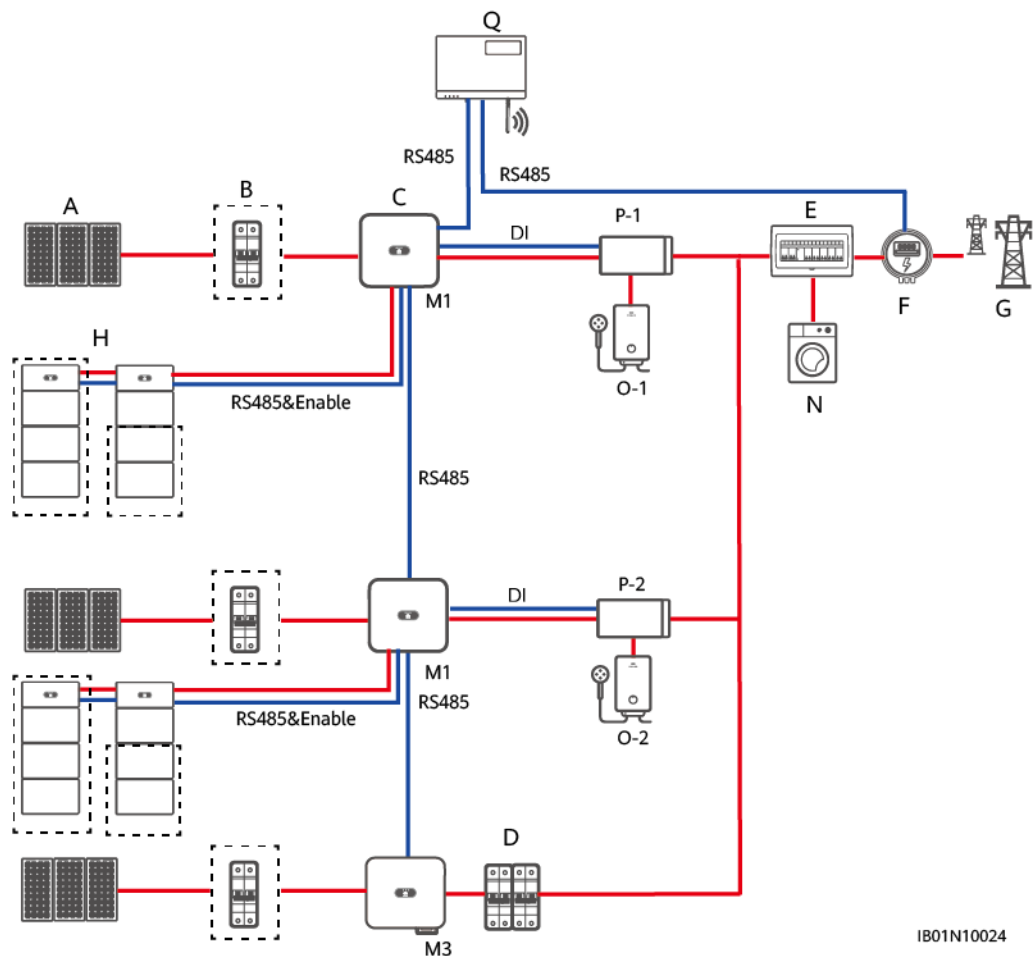 Q
RS485
RS485
A
B
C
DI
P-1
E
M1
O-1
N
F
G
H
RS485&Enable
RS485
DI
P-2
M1
RS485
RS485&Enable
O-2
D
M3
IB01N10024